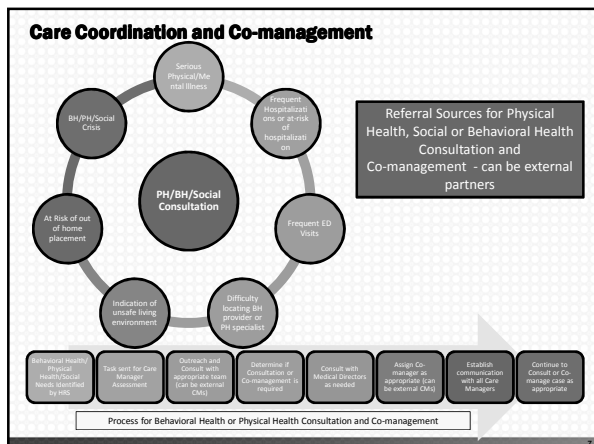 Care Coordination and Co-management
Serious
Physical/Me
ntal Illness
Frequent
Hospitalizati
ons or at-risk
of
hospitalizati
on
Frequent ED
Visits
Difficulty
locating BH
provider or
PH specialist
Indication of
unsafe living
environment
At Risk of out
of home
placement
BH/PH/Social
Crisis
PH/BH/Social
Consultation
Referral Sources for Physical
Health, Social or Behavioral Health
Consultation and
Co-management - can be external
partners
Behavioral Health/
Physical
Health/Social
Needs Identified
by HRS
Task sent for Care
Manager
Assessment
Outreach and
Consult with
appropriate team
(can be external
CMs)
Determine if
Consultation or
Co-management is
required
Consult with
Medical Directors
as needed
Assign Co-
manager as
appropriate (can
be external CMs)
Establish
communication
with all Care
Managers
Continue to
Consult or Co-
manage case as
appropriate
Process for Behavioral Health or Physical Health Consultation and Co-management
7